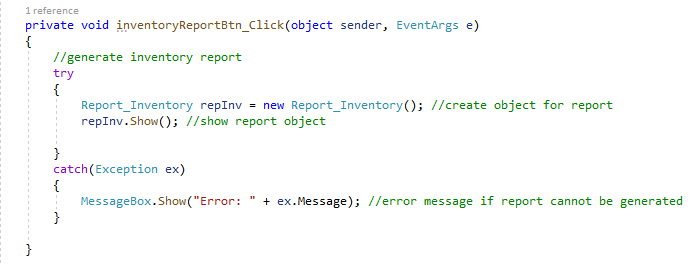 1 reference
private void inventoryReportBtn_Click(object sender, EventArgs e)
{
//generate inventory report
try
{
Report_Inventory repInv = new Report_Inventory(); //create object for report
repInv.Show(); //show report object
}
catch(Exception ex)
{
MessageBox.Show("Error: " + ex.Message); //error message if report cannot be generated
}
}